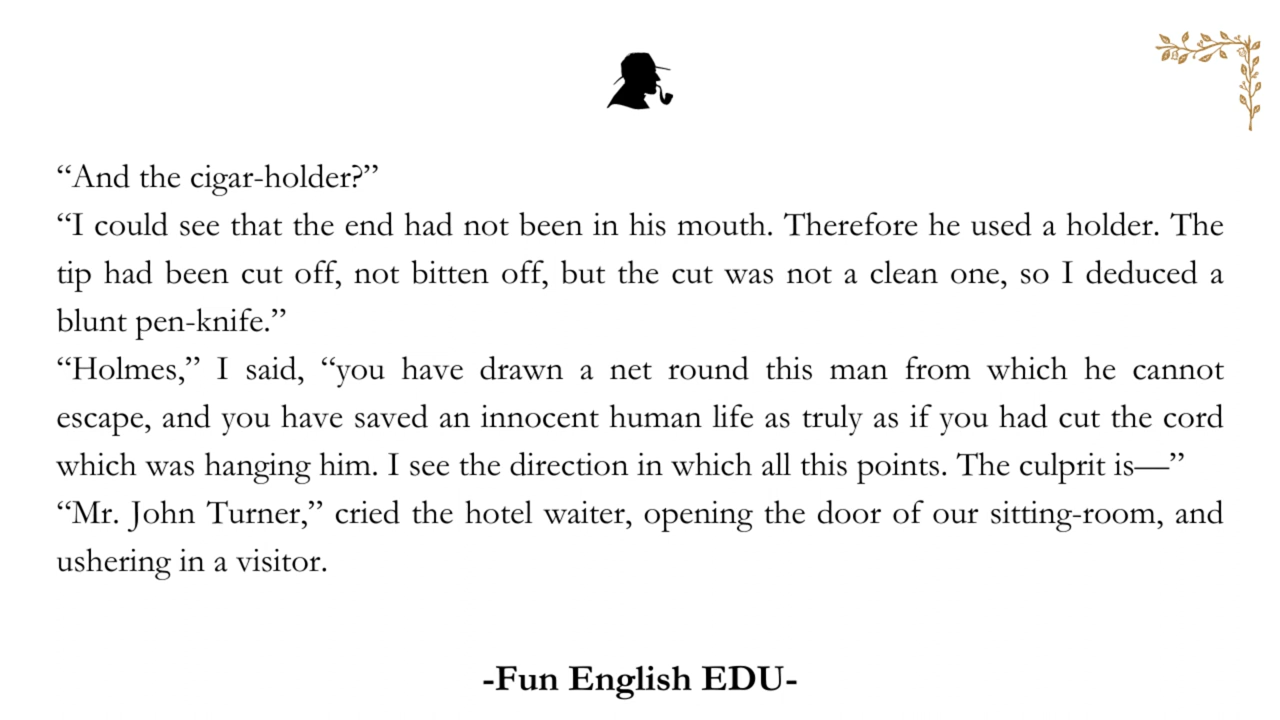 “And the cigar-holder?”
“I could see that the end had not been in his mouth. Therefore he used a holder. The
tip had been cut off, not bitten off, but the cut was not a clean one, so I deduced a
blunt pen-knife.”
“Holmes,” I said, “you have drawn a net round this man from which he cannot
escape, and you have saved an innocent human life as truly as if you had cut the cord
which was hanging him. I see the direction in which all this points. The culprit is—”
“Mr. John Turner,” cried the hotel waiter, opening the door of our sitting-room, and
ushering in a visitor.
-Fun English EDU-